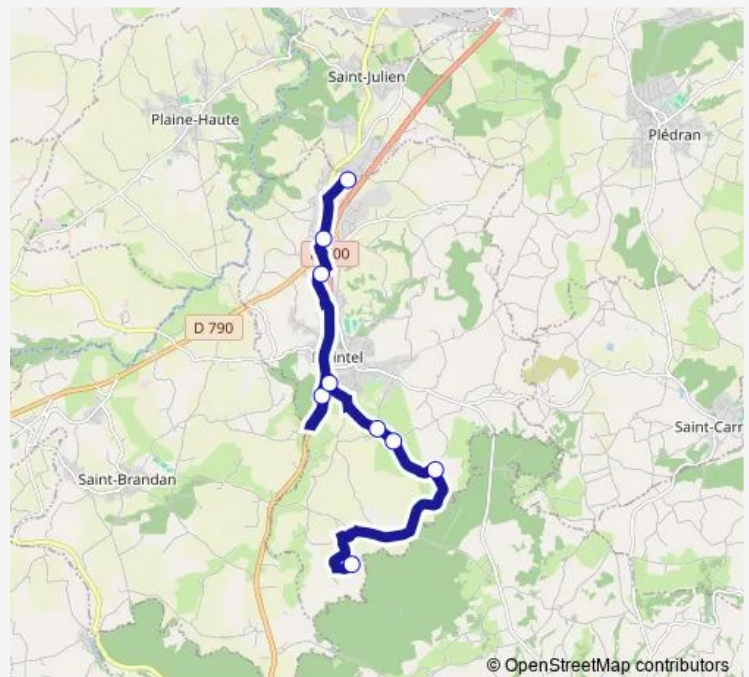 Saint-Julien
Plaine-Haute
Plédran
D 790
Saint-Carr
Saint-Brandan
© OpenStreetMap contributors